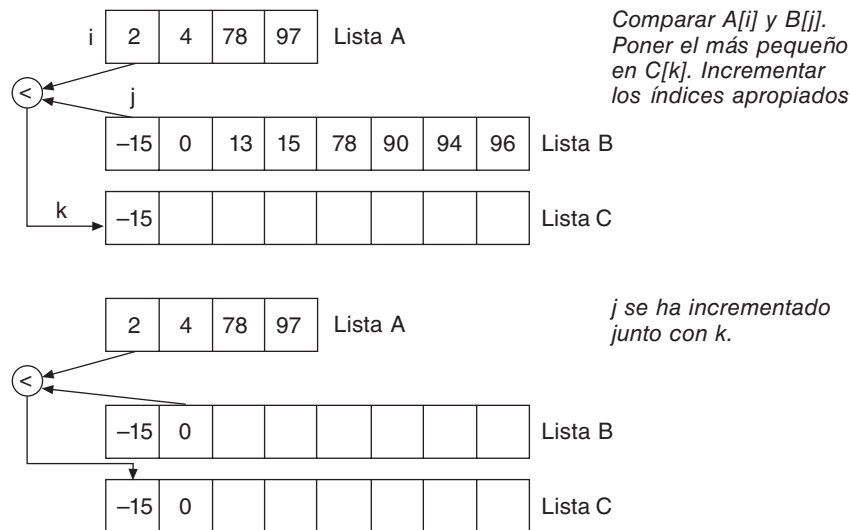 i 2 4 78 97 Lista A
Comparar A[i] y B[j].
Poner el más pequeño
en C[k]. Incrementar
los índices apropiados
<
j
–15 0 13 15 78 90 94 96 Lista B
k
–15 Lista C
2 4 78 97 Lista A
j se ha incrementado
junto con k.
<
–15 0 Lista B
–15 0 Lista C